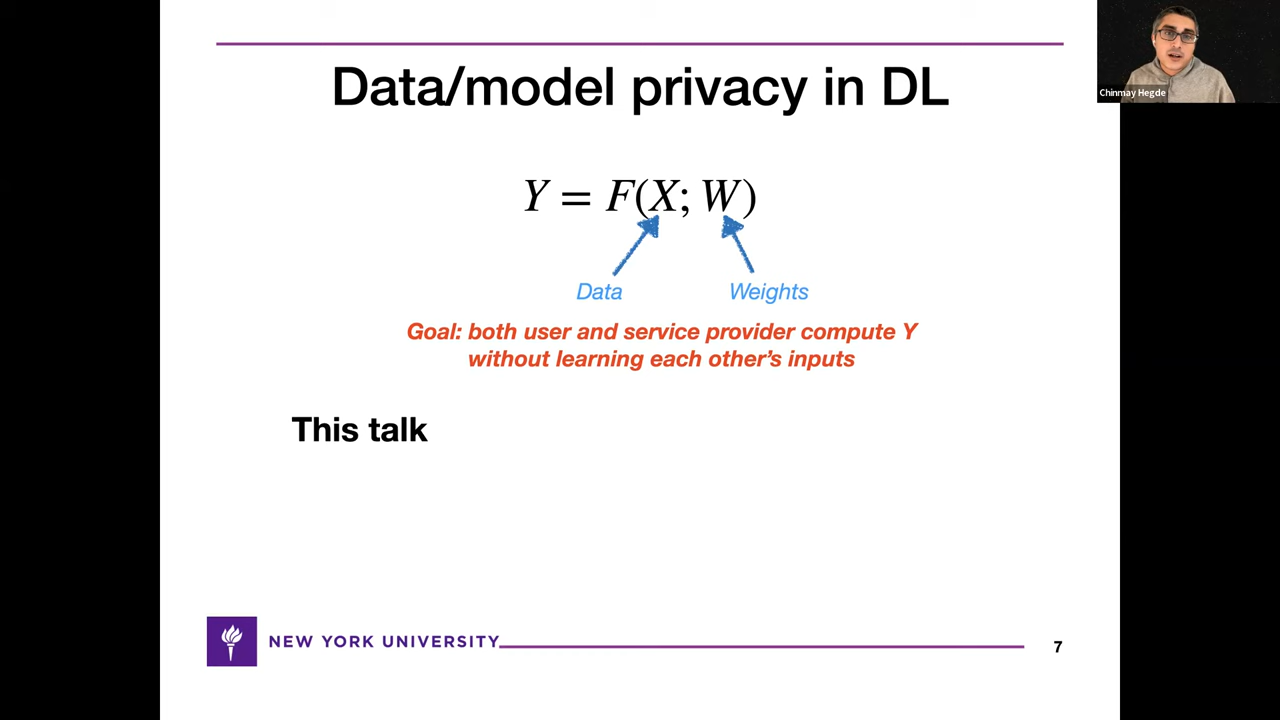 Data/model privacy in DL
Chinmay Hegde
Y = F(X; W)
Data
Weights
Goal: both user and service provider compute Y
without learning each other’s inputs
This talk
NEW YORK UNIVERSITY
7